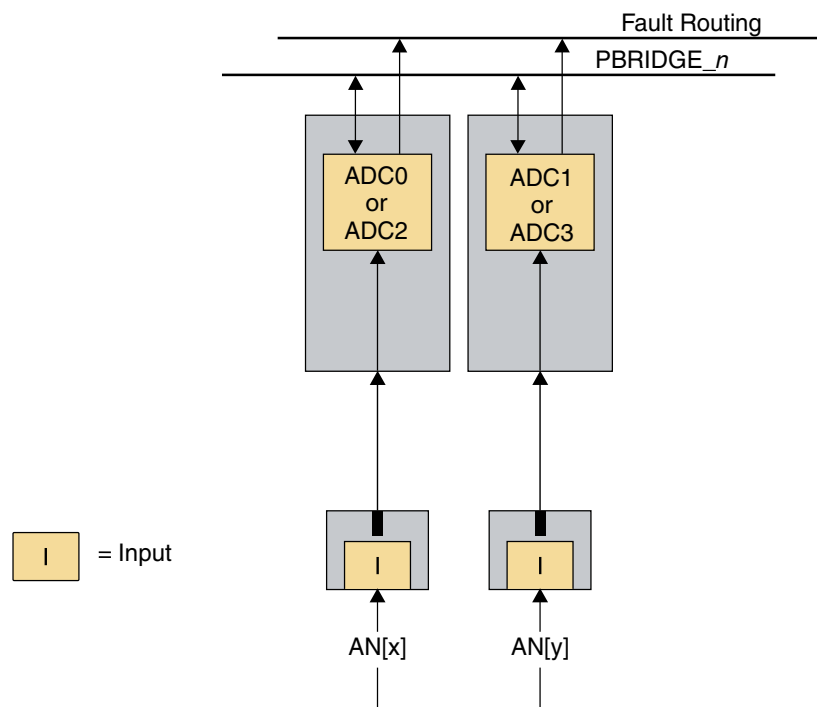 Fault Routing
PBRIDGE_n
ADC0
or
ADC2
ADC1
or
ADC3
I
= Input
I
I
AN[x]
AN[y]